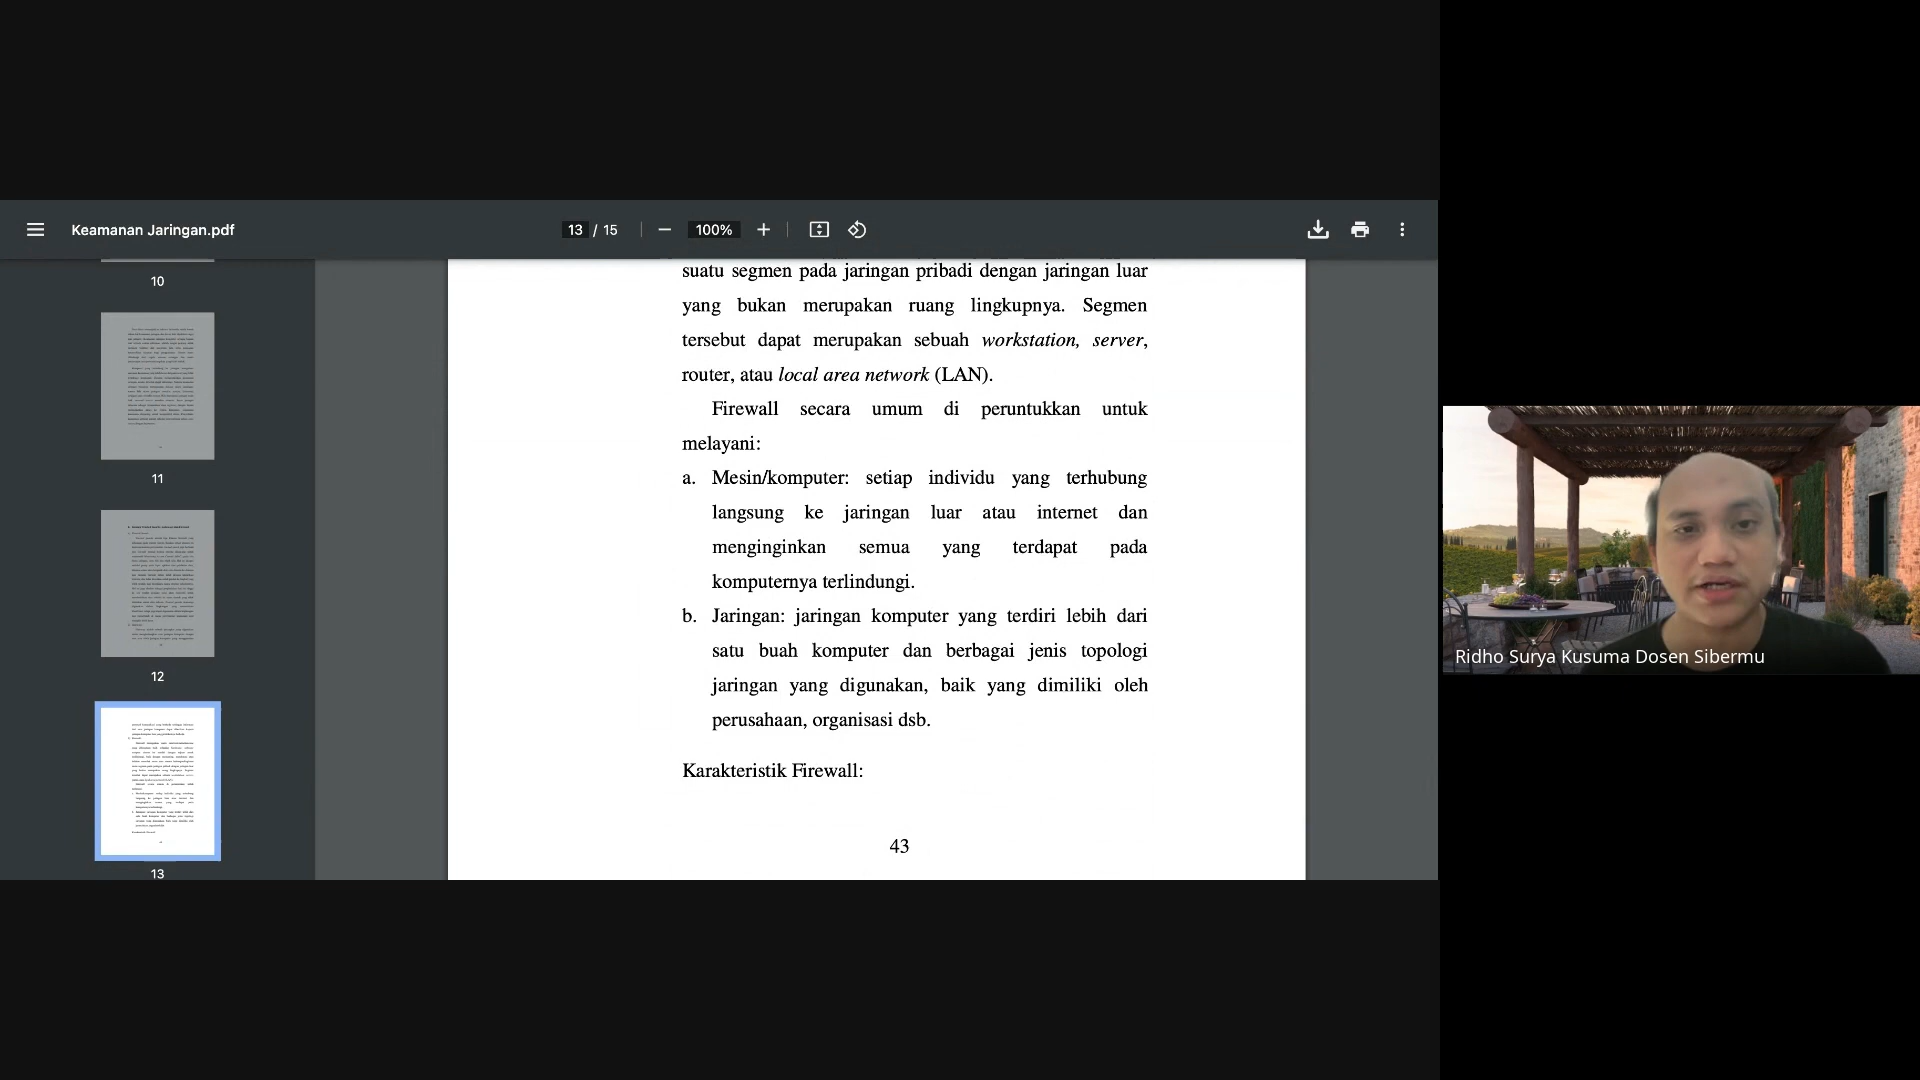 Keamanan Jaringan.pdf
13 / 15
100%
10
11
12
13
suatu segmen pada jaringan pribadi dengan jaringan luar
yang bukan merupakan ruang lingkupnya. Segmen
tersebut dapat merupakan sebuah workstation, server,
router, atau local area network (LAN).
Firewall secara umum di peruntukkan untuk
melayani:
a. Mesin/komputer: setiap individu yang terhubung
langsung ke jaringan luar atau internet dan
menginginkan semua yang terdapat pada
komputernya terlindungi.
b. Jaringan: jaringan komputer yang terdiri lebih dari
satu buah komputer dan berbagai jenis topologi
jaringan yang digunakan, baik yang dimiliki oleh
perusahaan, organisasi dsb.
Karakteristik Firewall:
43
Ridho Surya Kusuma Dosen Sibermu